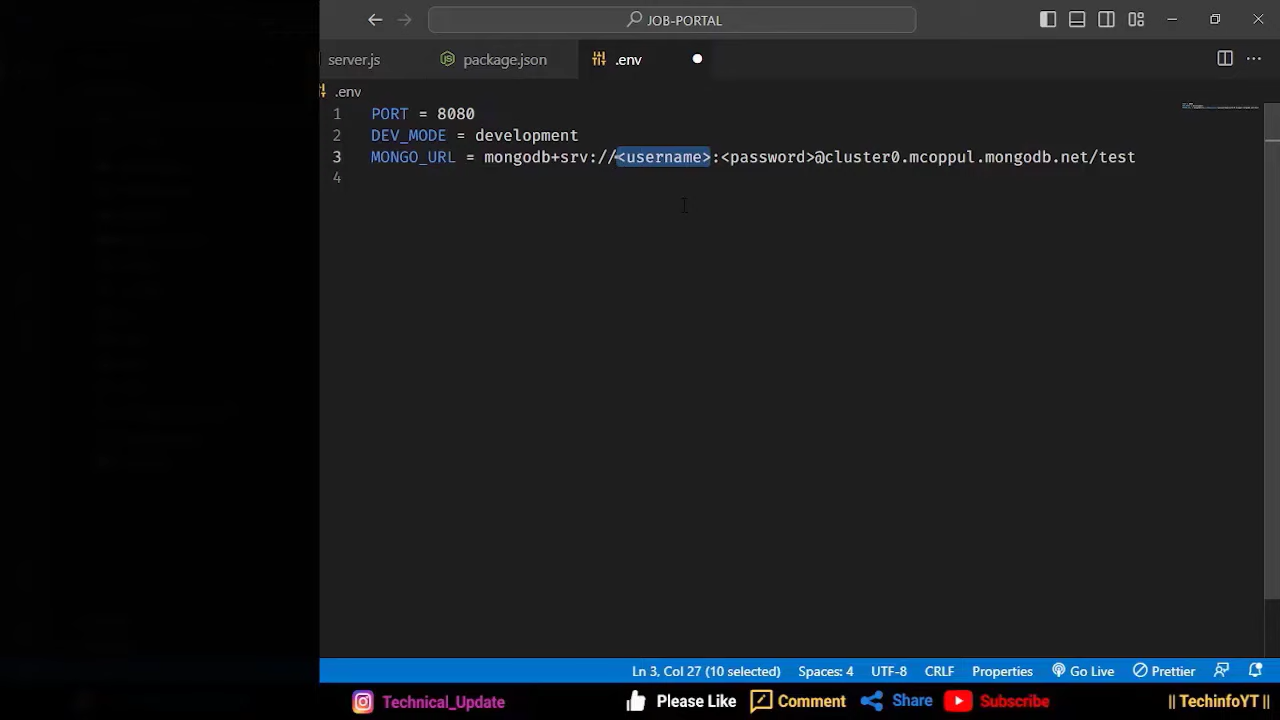 JOB-PORTAL
server.js
package.json
.env
.env
1 PORT = 8080
2 DEV_MODE = development
3 MONGO_URL = mongodb+srv://<username>:<password>@cluster0.mcoppul.mongodb.net/test
4
Ln 3, Col 27 (10 selected)
Spaces: 4
UTF-8
CRLF
Properties
Go Live
Prettier
Technical_Update
Please Like
Comment
Share
Subscribe
|| TechinfoYT ||